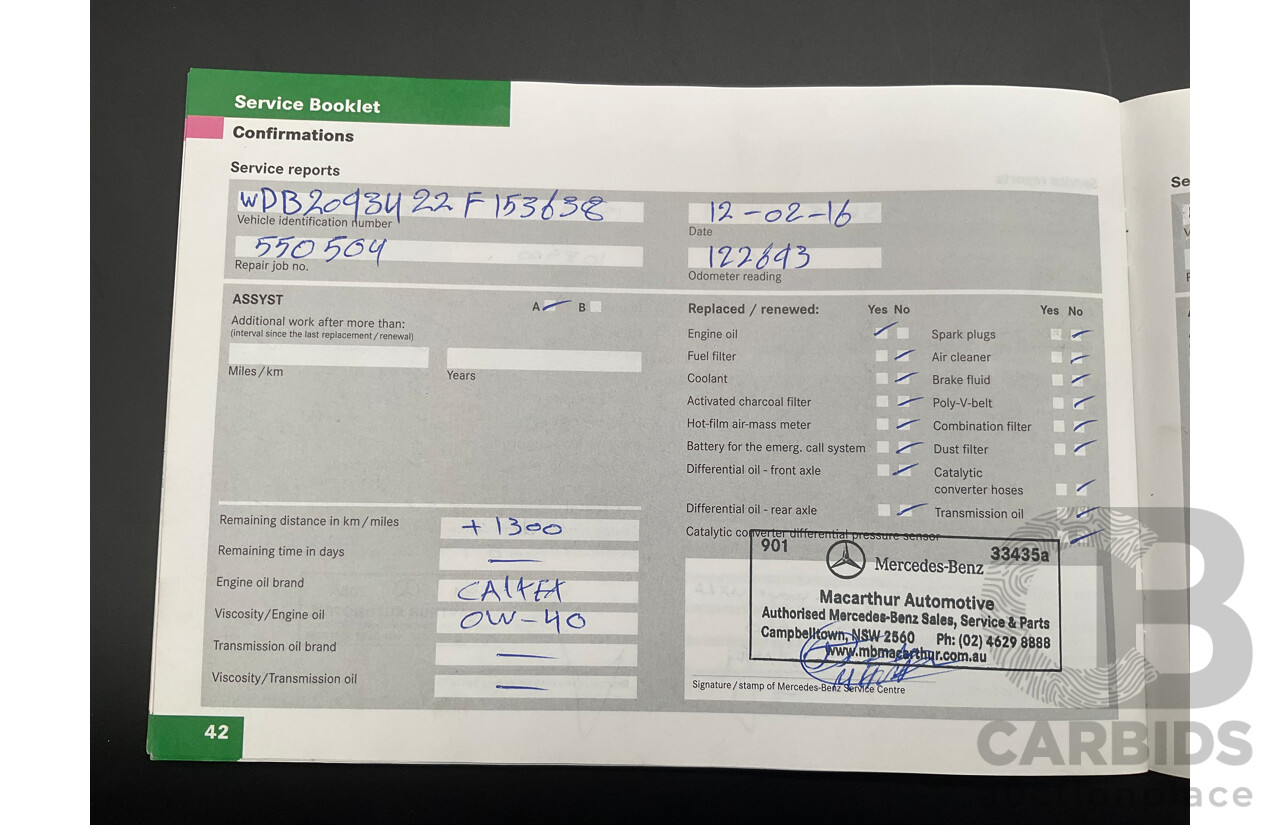 Service Booklet
Confirmations
Service reports
WDB2093422F153638
Vehicle identification number
12-02-16
Date
550504
Repair job no.
122693
Odometer reading
ASSYST
A B
Additional work after more than:
(interval since the last replacement / renewal)
Miles / km
Years
Replaced / renewed: Yes No Yes No
Engine oil
Spark plugs
Fuel filter
Air cleaner
Coolant
Brake fluid
Activated charcoal filter
Poly-V-belt
Hot-film air-mass meter
Combination filter
Battery for the emerg. call system
Dust filter
Differential oil - front axle
Catalytic
converter hoses
Differential oil - rear axle
Transmission oil
Catalytic converter differential pressure sensor
Remaining distance in km / miles
+ 1300
Remaining time in days
—
Engine oil brand
CALTEX
Viscosity/Engine oil
0W-40
Transmission oil brand
—
Viscosity/Transmission oil
—
901
33435a
Mercedes-Benz
Macarthur Automotive
Authorised Mercedes-Benz Sales, Service & Parts
Campbelltown, NSW 2560 Ph: (02) 4629 8888
www.mbmacarthur.com.au
Signature / stamp of Mercedes-Benz Service Centre
42
Se
CARBIDS